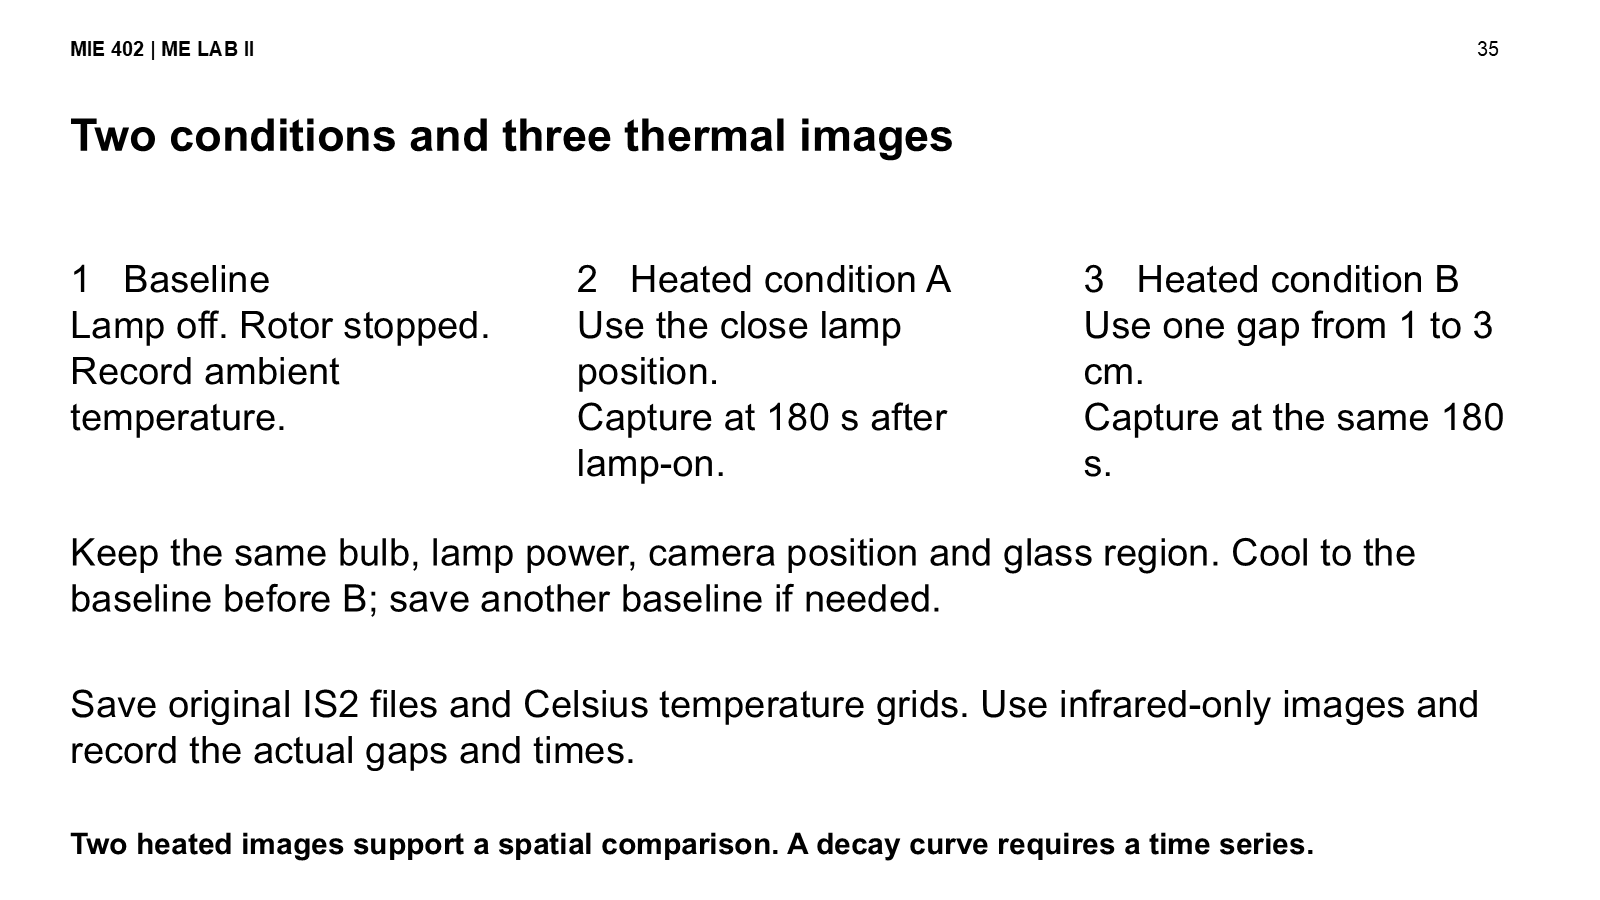 MIE 402 | ME LAB II
35
Two conditions and three thermal images
1 Baseline
Lamp off. Rotor stopped.
Record ambient
temperature.
2 Heated condition A
Use the close lamp
position.
Capture at 180 s after
lamp-on.
3 Heated condition B
Use one gap from 1 to 3
cm.
Capture at the same 180
s.
Keep the same bulb, lamp power, camera position and glass region. Cool to the
baseline before B; save another baseline if needed.
Save original IS2 files and Celsius temperature grids. Use infrared-only images and
record the actual gaps and times.
Two heated images support a spatial comparison. A decay curve requires a time series.